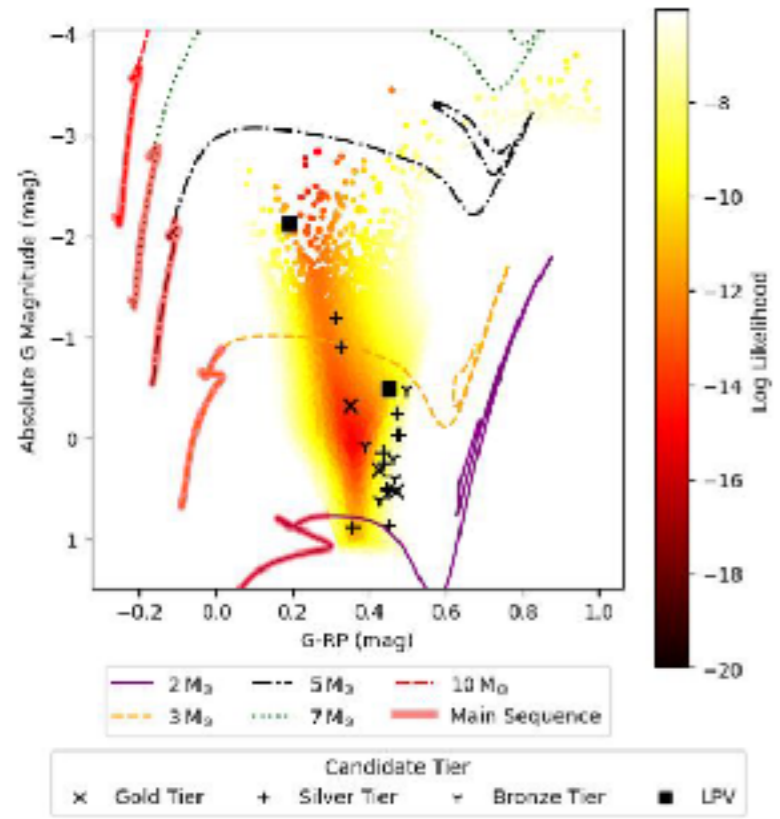 −4
−3
−2
−1
0
1
Absolute G Magnitude (mag)
−0.2 0.0 0.2 0.4 0.6 0.8 1.0
G-RP (mag)
−8
−10
−12
−14
−16
−18
−20
Log Likelihood
2 M⊙ 5 M⊙ 10 M⊙
3 M⊙ 7 M⊙ Main Sequence
Candidate Tier
Gold Tier Silver Tier Bronze Tier LPV